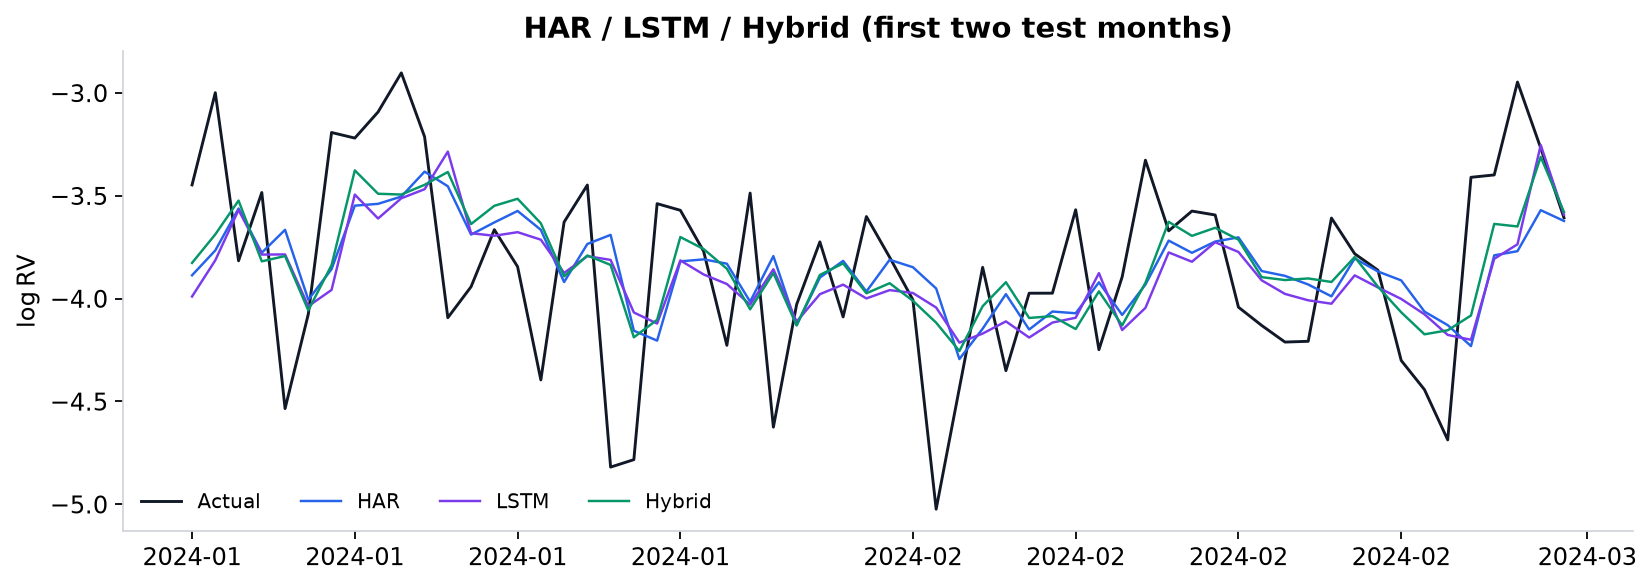 HAR / LSTM / Hybrid (first two test months)
log RV
−3.0
−3.5
−4.0
−4.5
−5.0
Actual HAR LSTM Hybrid
2024-01 2024-01 2024-01 2024-01 2024-02 2024-02 2024-02 2024-02 2024-03